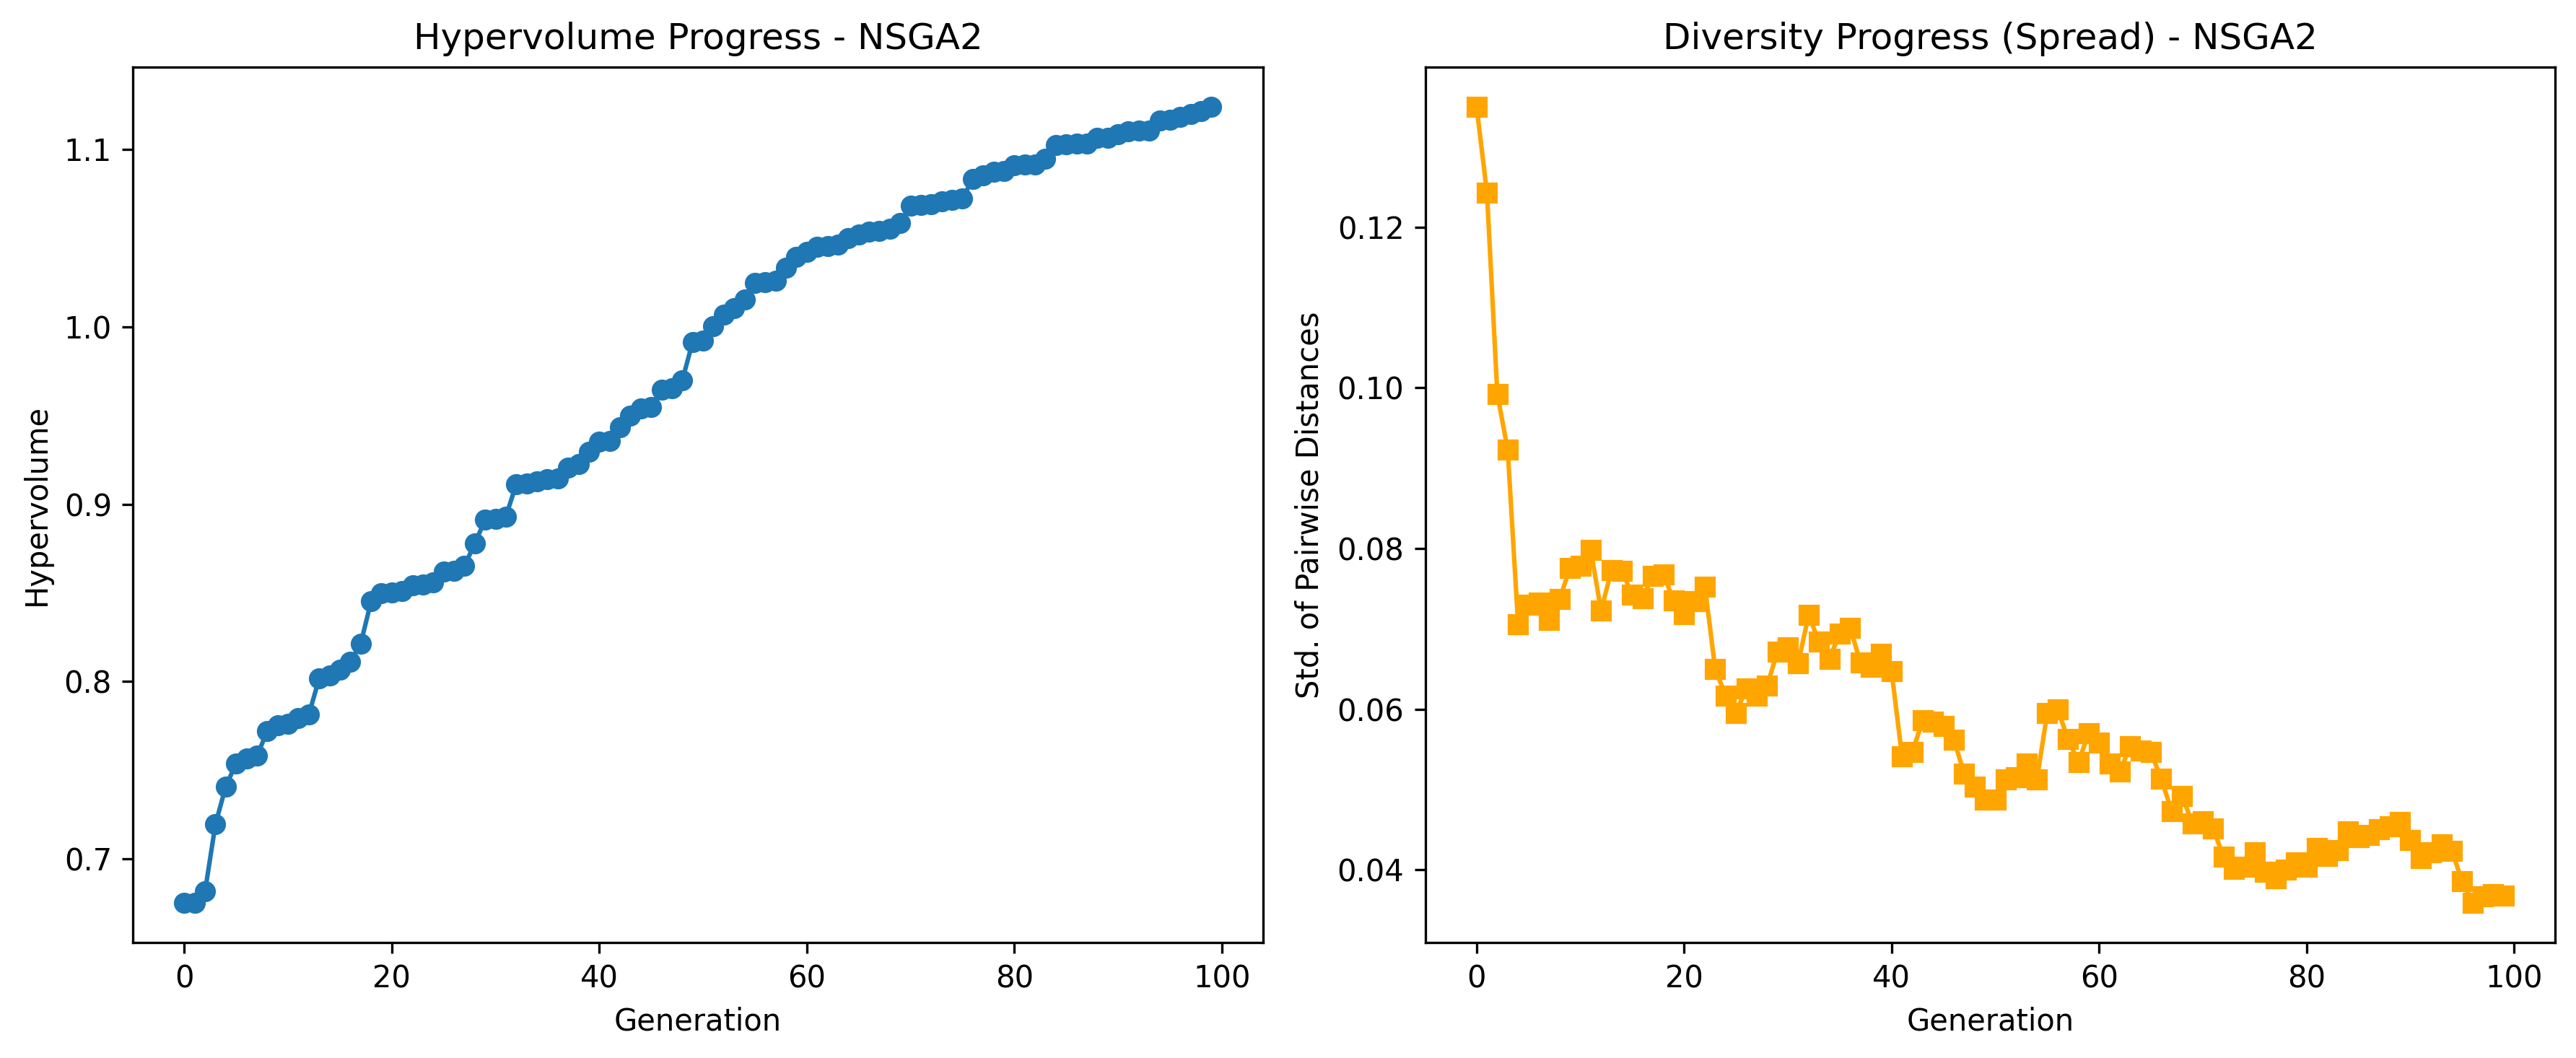 Hypervolume Progress - NSGA2
Hypervolume
1.1
1.0
0.9
0.8
0.7
0 20 40 60 80 100
Generation
Diversity Progress (Spread) - NSGA2
Std. of Pairwise Distances
0.12
0.10
0.08
0.06
0.04
0 20 40 60 80 100
Generation